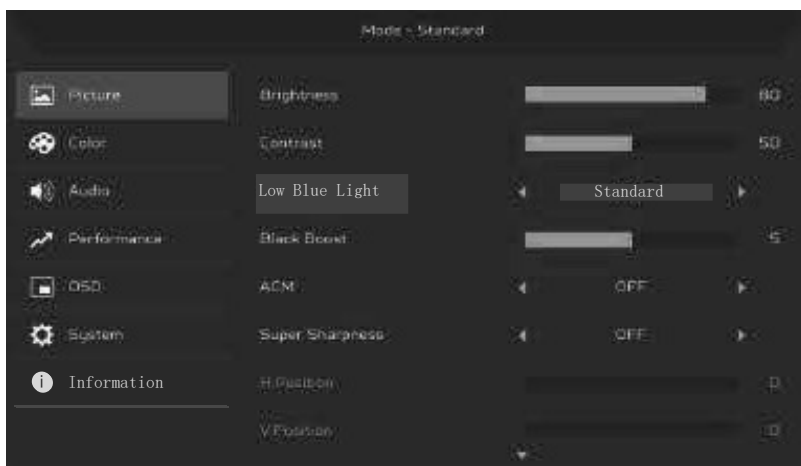 Mode - Standard
Picture
Brightness 80
Color
Contrast 50
Audio
Low Blue Light Standard
Performance
Black Boost 5
OSD
ACM OFF
System
Super Sharpness OFF
Information
H.Position 0
V.Position 0